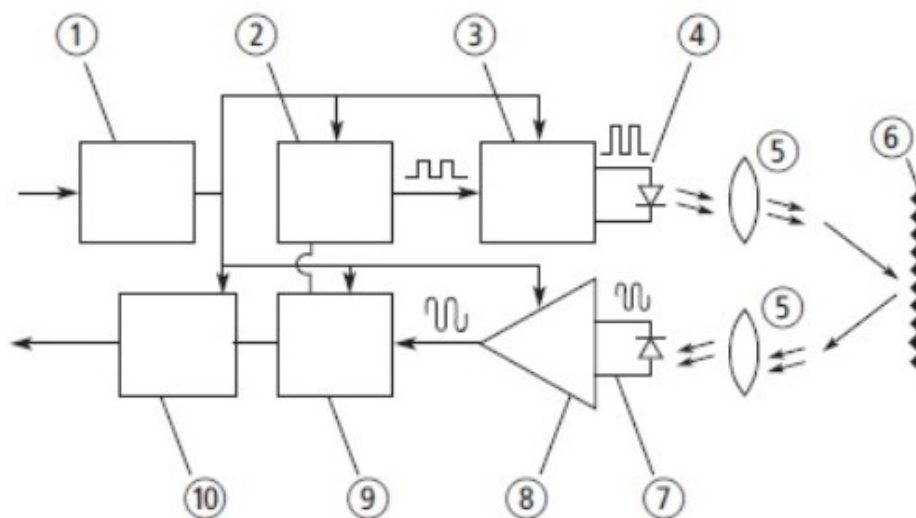 ① ② ③ ④
⑤ ⑥
⑤
⑩ ⑨ ⑧ ⑦